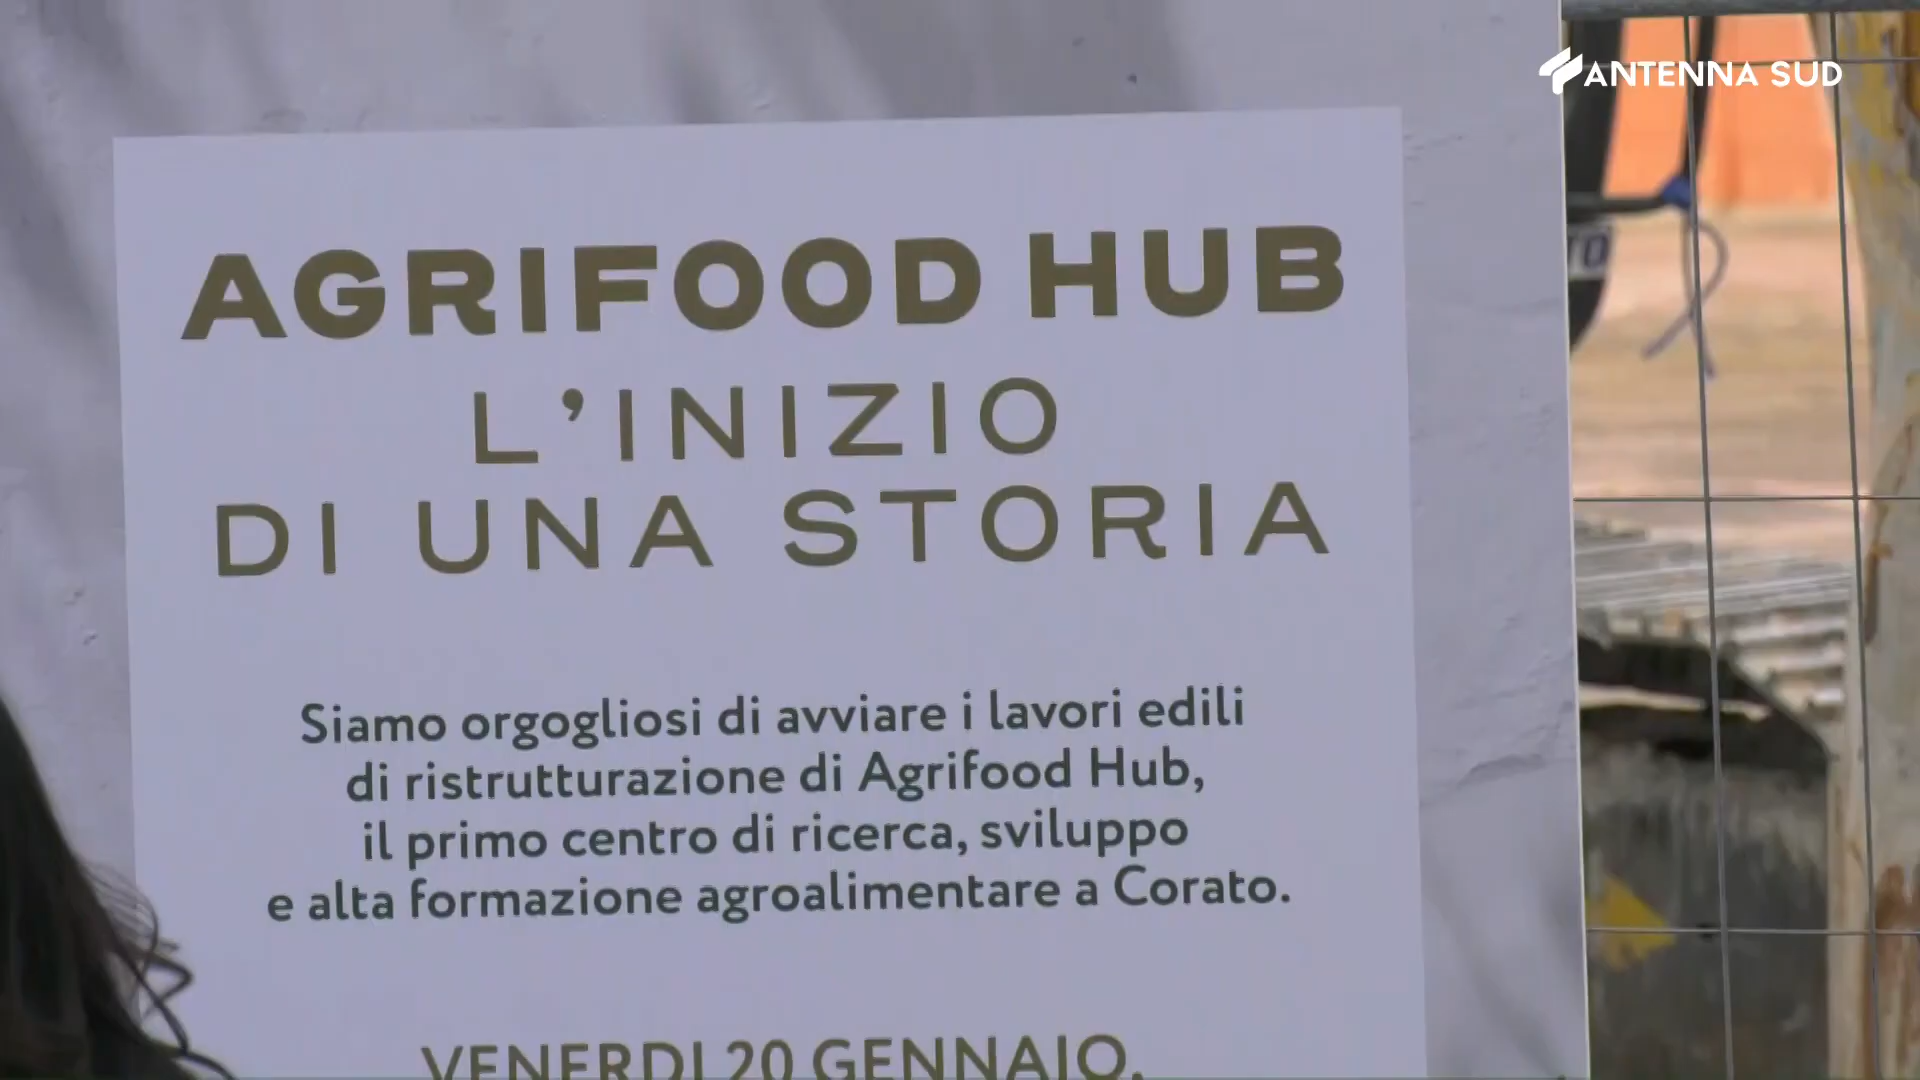 ANTENNA SUD
AGRIFOOD HUB
L'INIZIO
DI UNA STORIA
Siamo orgogliosi di avviare i lavori edili
di ristrutturazione di Agrifood Hub,
il primo centro di ricerca, sviluppo
e alta formazione agroalimentare a Corato.
VENERDI 20 GENNAIO,